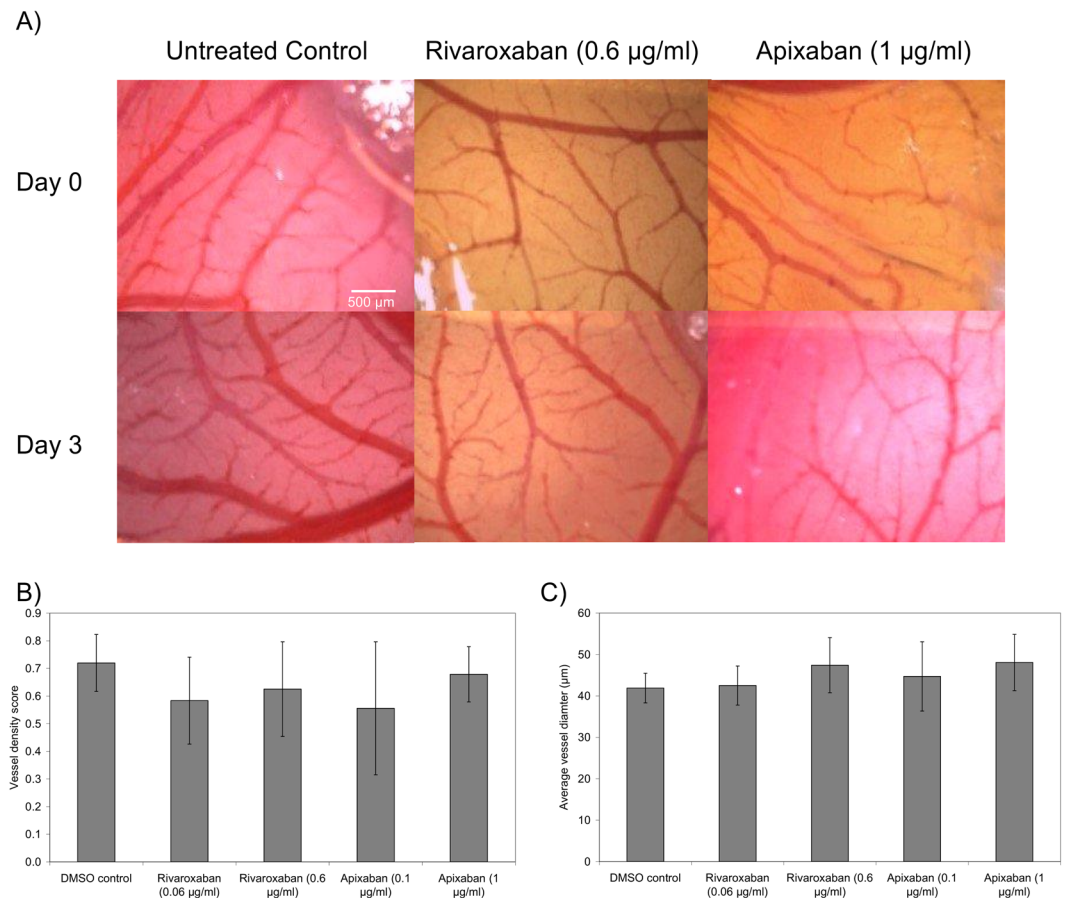 A)
Untreated Control Rivaroxaban (0.6 µg/ml) Apixaban (1 µg/ml)
Day 0
500 µm
Day 3
B)
0.9
0.8
0.7
0.6
0.5
0.4
0.3
0.2
0.1
0.0
Vessel density score
DMSO control
Rivaroxaban
(0.06 µg/ml)
Rivaroxaban (0.6
µg/ml)
Apixaban (0.1
µg/ml)
Apixaban (1
µg/ml)
C)
60
50
40
30
20
10
0
Average vessel diamter (µm)
DMSO control
Rivaroxaban
(0.06 µg/ml)
Rivaroxaban (0.6
µg/ml)
Apixaban (0.1
µg/ml)
Apixaban (1
µg/ml)